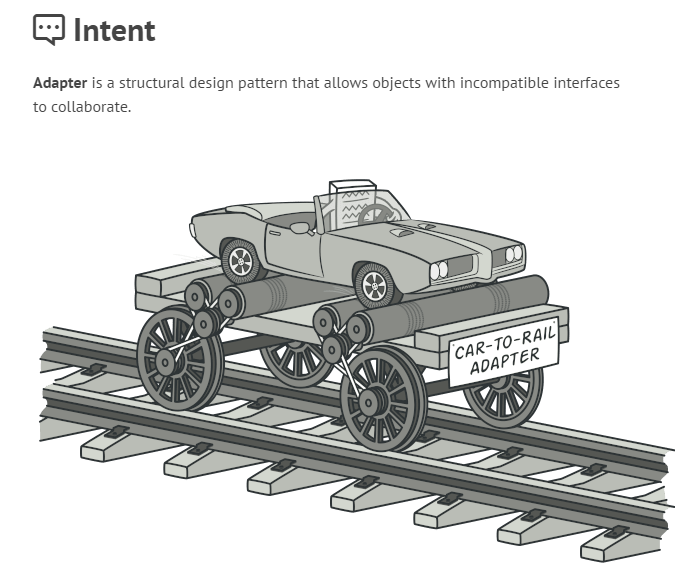 Intent
Adapter is a structural design pattern that allows objects with incompatible interfaces
to collaborate.
CAR-TO-RAIL
ADAPTER